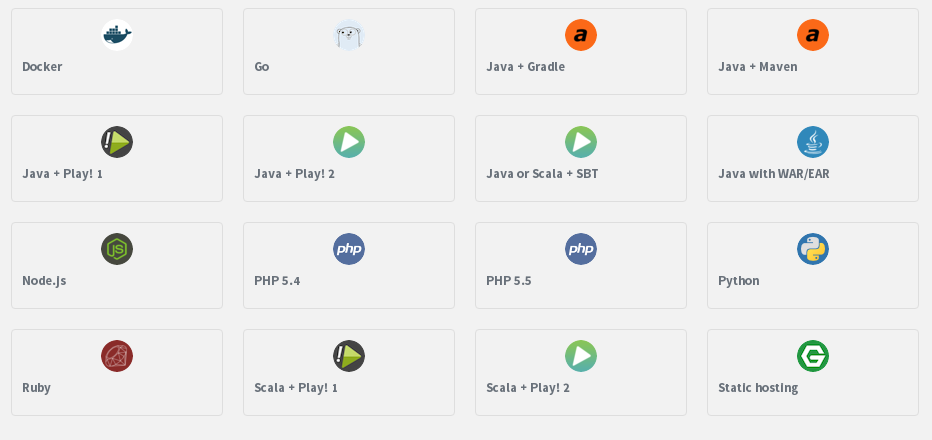 Docker
Go
a
Java + Gradle
a
Java + Maven
!
Java + Play! 1
Java + Play! 2
Java or Scala + SBT
Java with WAR/EAR
JS
Node.js
php
PHP 5.4
php
PHP 5.5
Python
Ruby
!
Scala + Play! 1
Scala + Play! 2
G
Static hosting